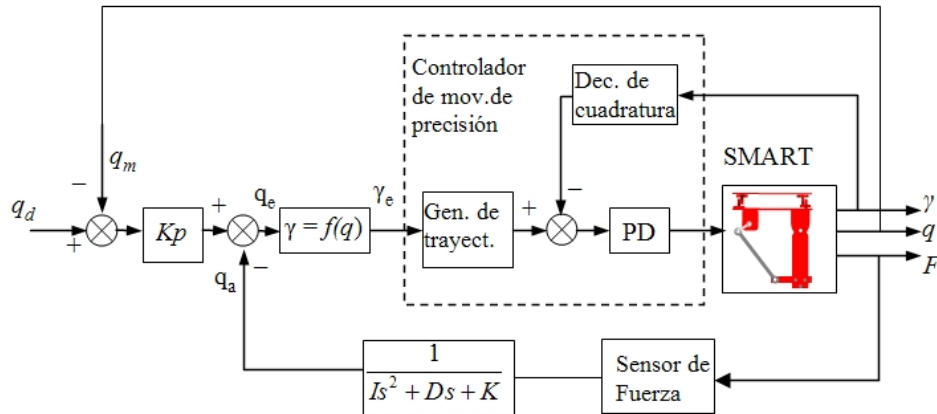 Controlador
de mov.de
precisión
Dec. de
cuadratura
SMART
q_m
−
−
q_d
+
Kp
+
q_e
−
q_a
γ = f(q)
γ_e
Gen. de
trayect.
+
PD
γ
q
F
1
Is² + Ds + K
Sensor de
Fuerza